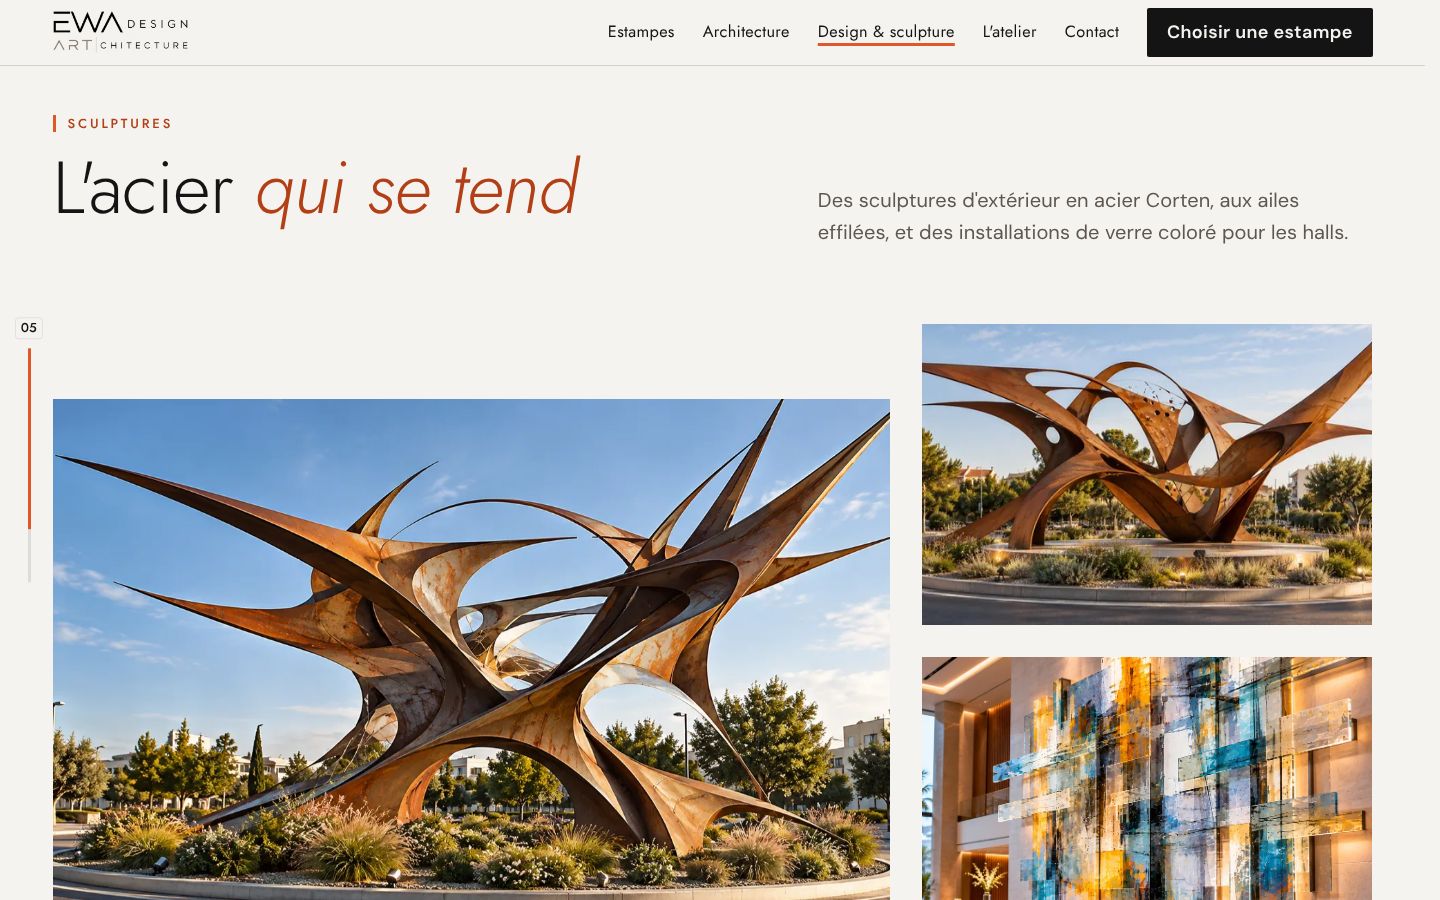 EWA DESIGN
ART CHITECTURE
Estampes
Architecture
Design & sculpture
L'atelier
Contact
Choisir une estampe
SCULPTURES
L'acier qui se tend
Des sculptures d'extérieur en acier Corten, aux ailes
effilées, et des installations de verre coloré pour les halls.
05